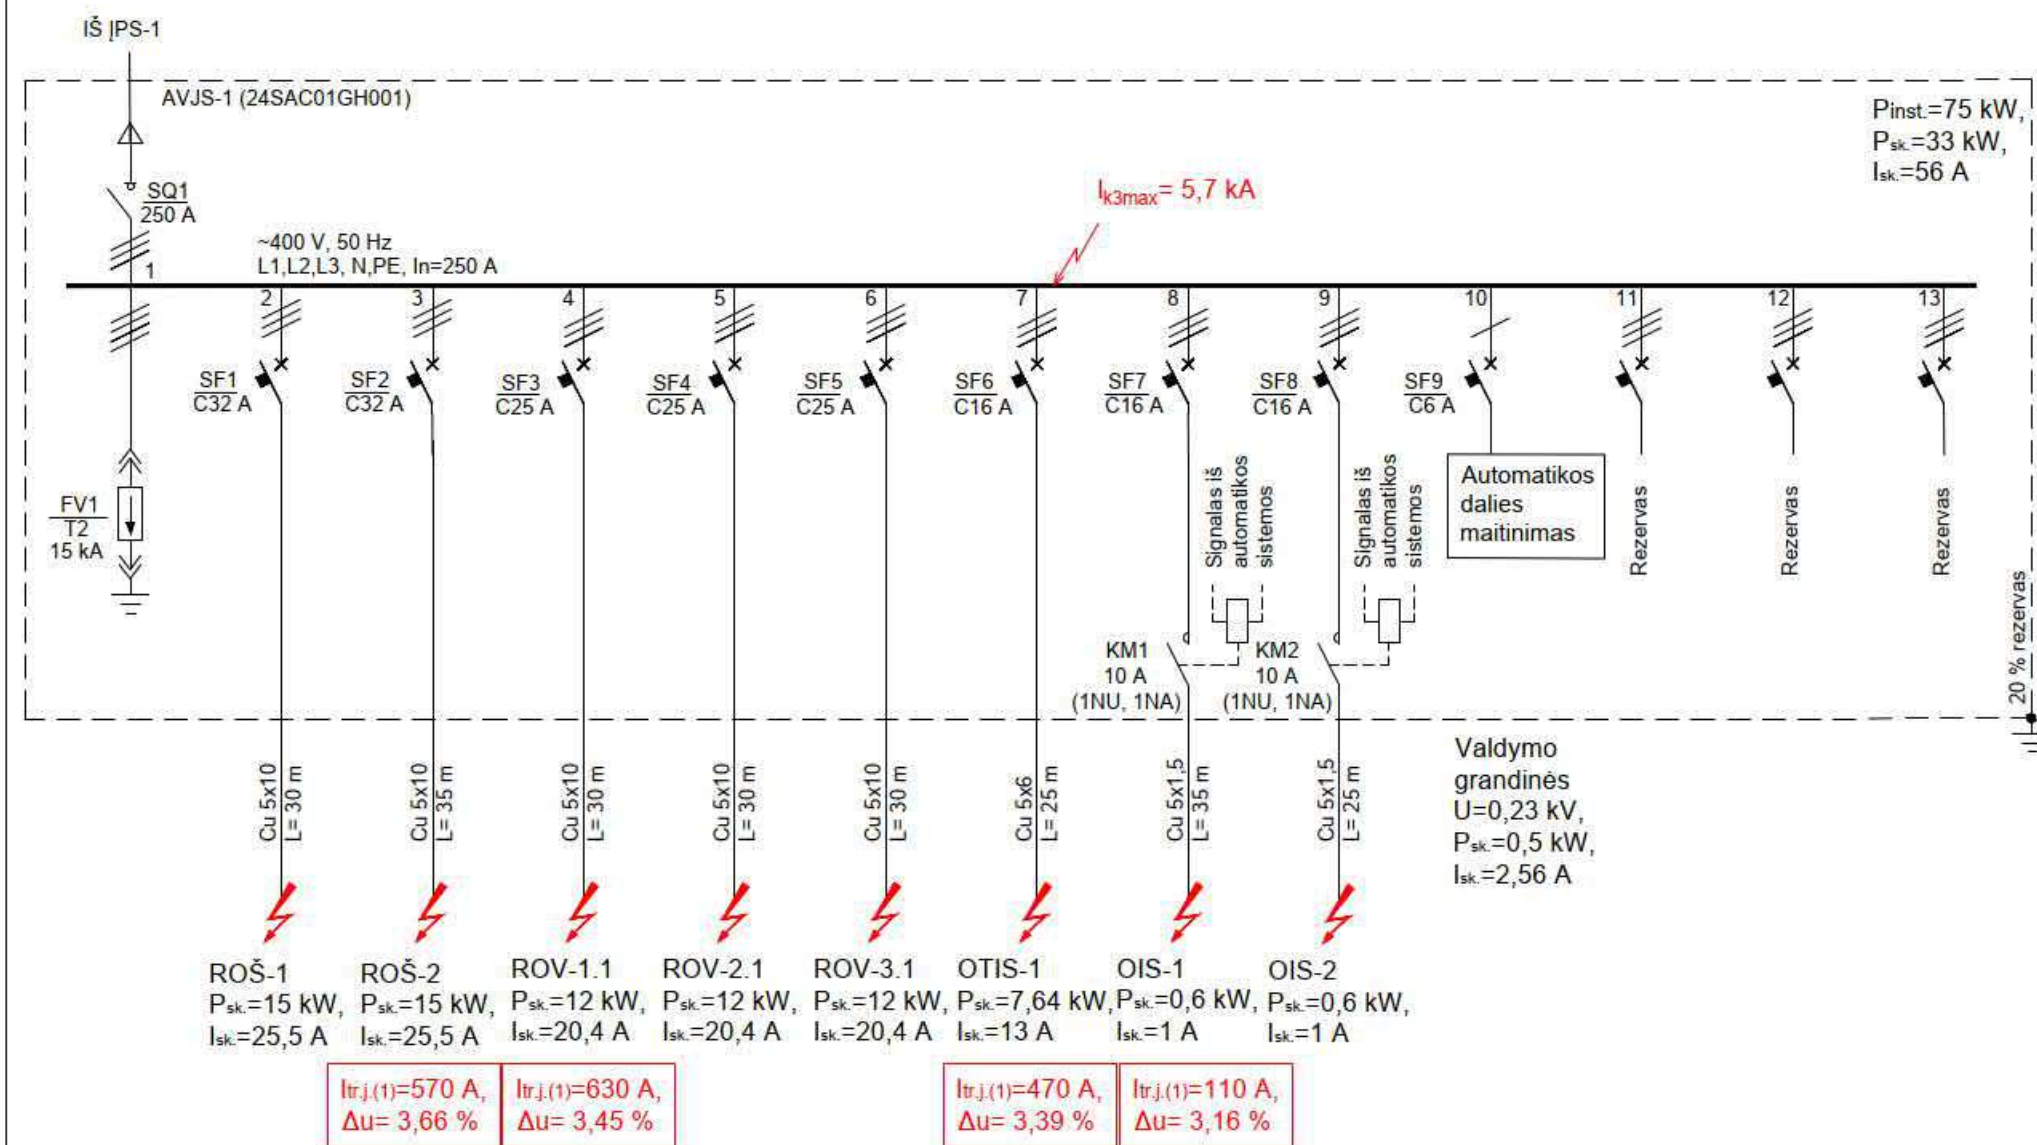 IŠ ĮPS-1
AVJS-1 (24SAC01GH001)
Pinst.=75 kW,
Psk.=33 kW,
Isk.=56 A
SQ1
250 A
Ik3max= 5,7 kA
~400 V, 50 Hz
L1,L2,L3, N,PE, In=250 A
1
2
3
4
5
6
7
8
9
10
11
12
13
SF1
C32 A
SF2
C32 A
SF3
C25 A
SF4
C25 A
SF5
C25 A
SF6
C16 A
SF7
C16 A
SF8
C16 A
SF9
C6 A
FV1
T2
15 kA
Signalas iš
automatikos
sistemos
Signalas iš
automatikos
sistemos
Automatikos
dalies
maitinimas
Rezervas
Rezervas
Rezervas
20 % rezervas
KM1
10 A
(1NU, 1NA)
KM2
10 A
(1NU, 1NA)
Cu 5x10
L= 30 m
Cu 5x10
L= 35 m
Cu 5x10
L= 30 m
Cu 5x10
L= 30 m
Cu 5x10
L= 30 m
Cu 5x6
L= 25 m
Cu 5x1,5
L= 35 m
Cu 5x1,5
L= 25 m
Valdymo
grandinės
U=0,23 kV,
Psk.=0,5 kW,
Isk.=2,56 A
ROŠ-1
Psk.=15 kW,
Isk.=25,5 A
ROŠ-2
Psk.=15 kW,
Isk.=25,5 A
ROV-1.1
Psk.=12 kW,
Isk.=20,4 A
ROV-2.1
Psk.=12 kW,
Isk.=20,4 A
ROV-3.1
Psk.=12 kW,
Isk.=20,4 A
OTIS-1
Psk.=7,64 kW,
Isk.=13 A
OIS-1
Psk.=0,6 kW,
Isk.=1 A
OIS-2
Psk.=0,6 kW,
Isk.=1 A
Itr.j.(1)=570 A,
Δu= 3,66 %
Itr.j.(1)=630 A,
Δu= 3,45 %
Itr.j.(1)=470 A,
Δu= 3,39 %
Itr.j.(1)=110 A,
Δu= 3,16 %